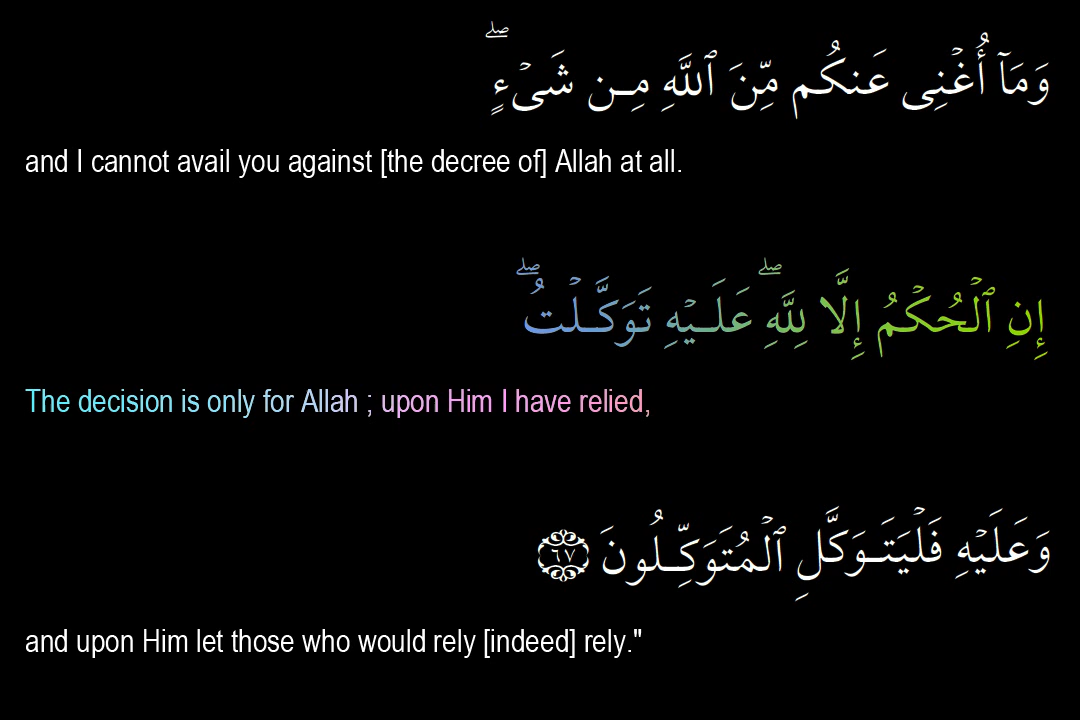 وَمَآ أُغْنِى عَنكُم مِّنَ ٱللَّهِ مِن شَىْءٍ ۖ
and I cannot avail you against [the decree of] Allah at all.
إِنِ ٱلْحُكْمُ إِلَّا لِلَّهِ ۖ عَلَيْهِ تَوَكَّلْتُ ۖ
The decision is only for Allah ; upon Him I have relied,
وَعَلَيْهِ فَلْيَتَوَكَّلِ ٱلْمُتَوَكِّلُونَ ٦٧
and upon Him let those who would rely [indeed] rely."